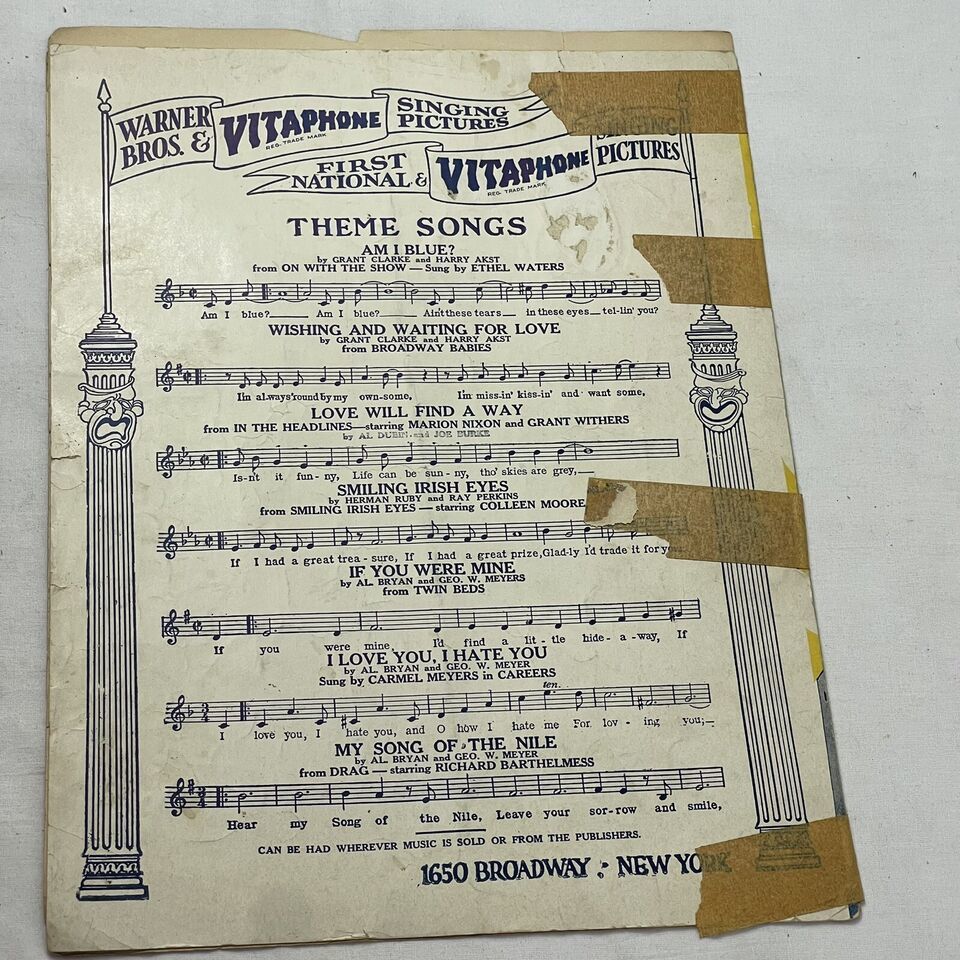 WARNER BROS. & VITAPHONE SINGING PICTURES
REG. TRADE MARK
FIRST NATIONAL & VITAPHONE SINGING PICTURES
REG. TRADE MARK
THEME SONGS
AM I BLUE?
by GRANT CLARKE and HARRY AKST
from ON WITH THE SHOW — Sung by ETHEL WATERS
Am I blue?____ Am I blue?____ Ain't these tears__ in these eyes__ tel-lin' you?
WISHING AND WAITING FOR LOVE
by GRANT CLARKE and HARRY AKST
from BROADWAY BABIES
I'm al-ways 'round by my own-some, I'm miss-in' kiss-in' and want some,
LOVE WILL FIND A WAY
from IN THE HEADLINES—starring MARION NIXON and GRANT WITHERS
by AL DUBIN and JOE BURKE
Is-n't it fun-ny, Life can be sun-ny, tho' skies are grey,__
SMILING IRISH EYES
by HERMAN RUBY and RAY PERKINS
from SMILING IRISH EYES — starring COLLEEN MOORE
If I had a great trea-sure, If I had a great prize, Glad-ly I'd trade it for
IF YOU WERE MINE
by AL. BRYAN and GEO. W. MEYERS
from TWIN BEDS
If you were mine, I'd find a lit-tle hide-a-way, If
I LOVE YOU, I HATE YOU
by AL. BRYAN and GEO. W. MEYER
Sung by CARMEL MEYERS in CAREERS
ten.
I love you, I hate you, and O how I hate me For lov-ing you;__
MY SONG OF THE NILE
by AL. BRYAN and GEO. W. MEYER
from DRAG — starring RICHARD BARTHELMESS
Hear my Song of the Nile, Leave your sor-row and smile,
CAN BE HAD WHEREVER MUSIC IS SOLD OR FROM THE PUBLISHERS.
1650 BROADWAY : NEW YORK